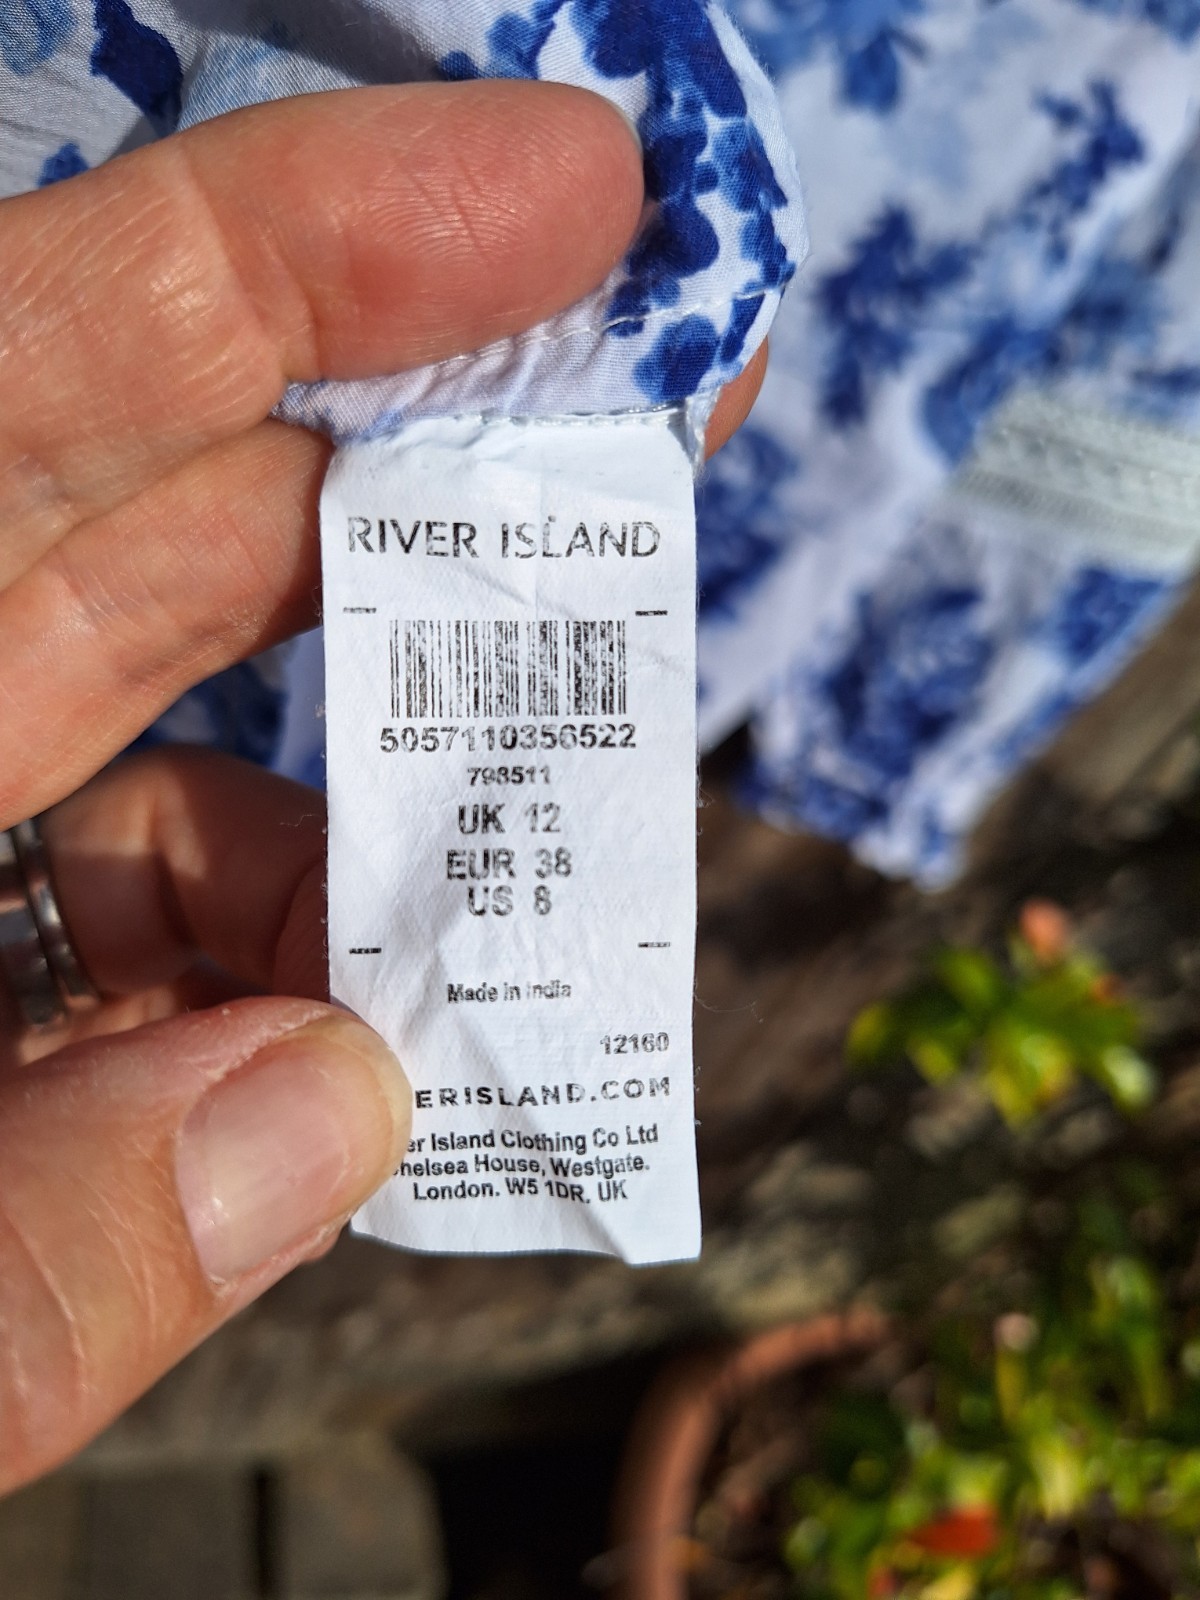 RIVER ISLAND
5057110356522
798511
UK 12
EUR 38
US 8
Made in India
12160
ERISLAND.COM
er Island Clothing Co Ltd
helsea House, Westgate.
London. W5 1DR. UK